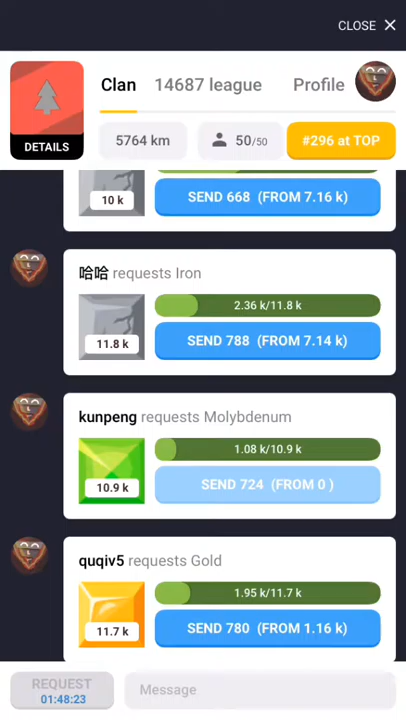 CLOSE
Clan 14687 league Profile
DETAILS
5764 km 50/50 #296 at TOP
10 k
SEND 668 (FROM 7.16 k)
哈哈 requests Iron
2.36 k/11.8 k
11.8 k
SEND 788 (FROM 7.14 k)
kunpeng requests Molybdenum
1.08 k/10.9 k
10.9 k
SEND 724 (FROM 0 )
quqiv5 requests Gold
1.95 k/11.7 k
11.7 k
SEND 780 (FROM 1.16 k)
REQUEST
01:48:23
Message